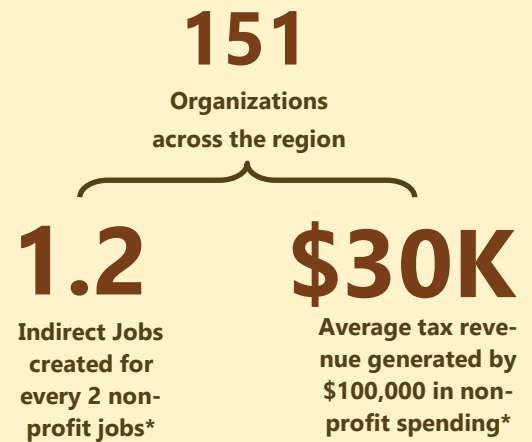 151
Organizations
across the region
1.2
Indirect Jobs
created for
every 2 non-
profit jobs*
$30K
Average tax reve-
nue generated by
$100,000 in non-
profit spending*